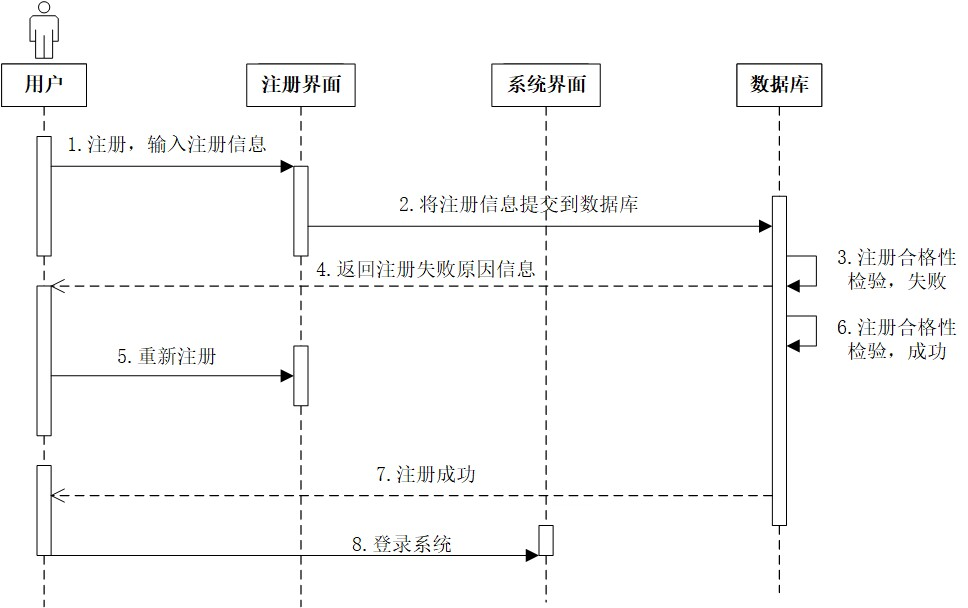 用户
注册界面
系统界面
数据库
1.注册，输入注册信息
2.将注册信息提交到数据库
3.注册合格性
检验，失败
4.返回注册失败原因信息
6.注册合格性
检验，成功
5.重新注册
7.注册成功
8.登录系统